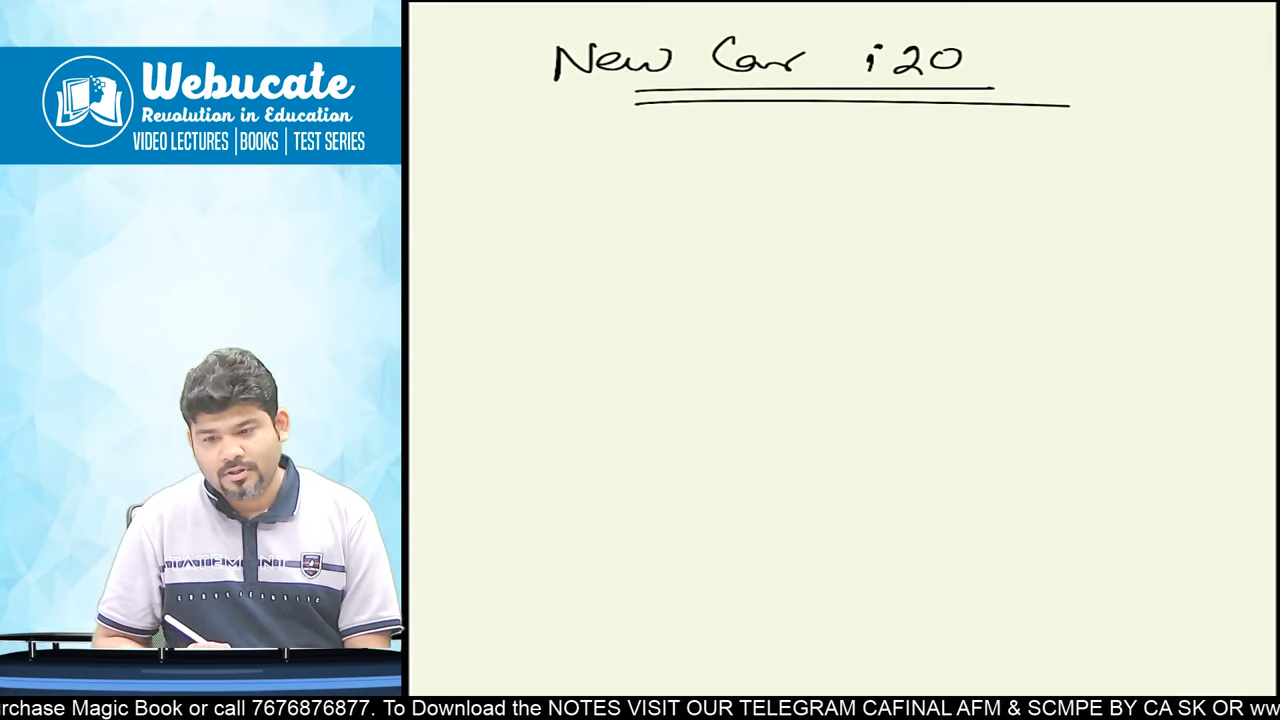 Webucate
Revolution in Education
VIDEO LECTURES | BOOKS | TEST SERIES
New Car i20
STATEMENT
rchase Magic Book or call 7676876877. To Download the NOTES VISIT OUR TELEGRAM CAFINAL AFM & SCMPE BY CA SK OR ww